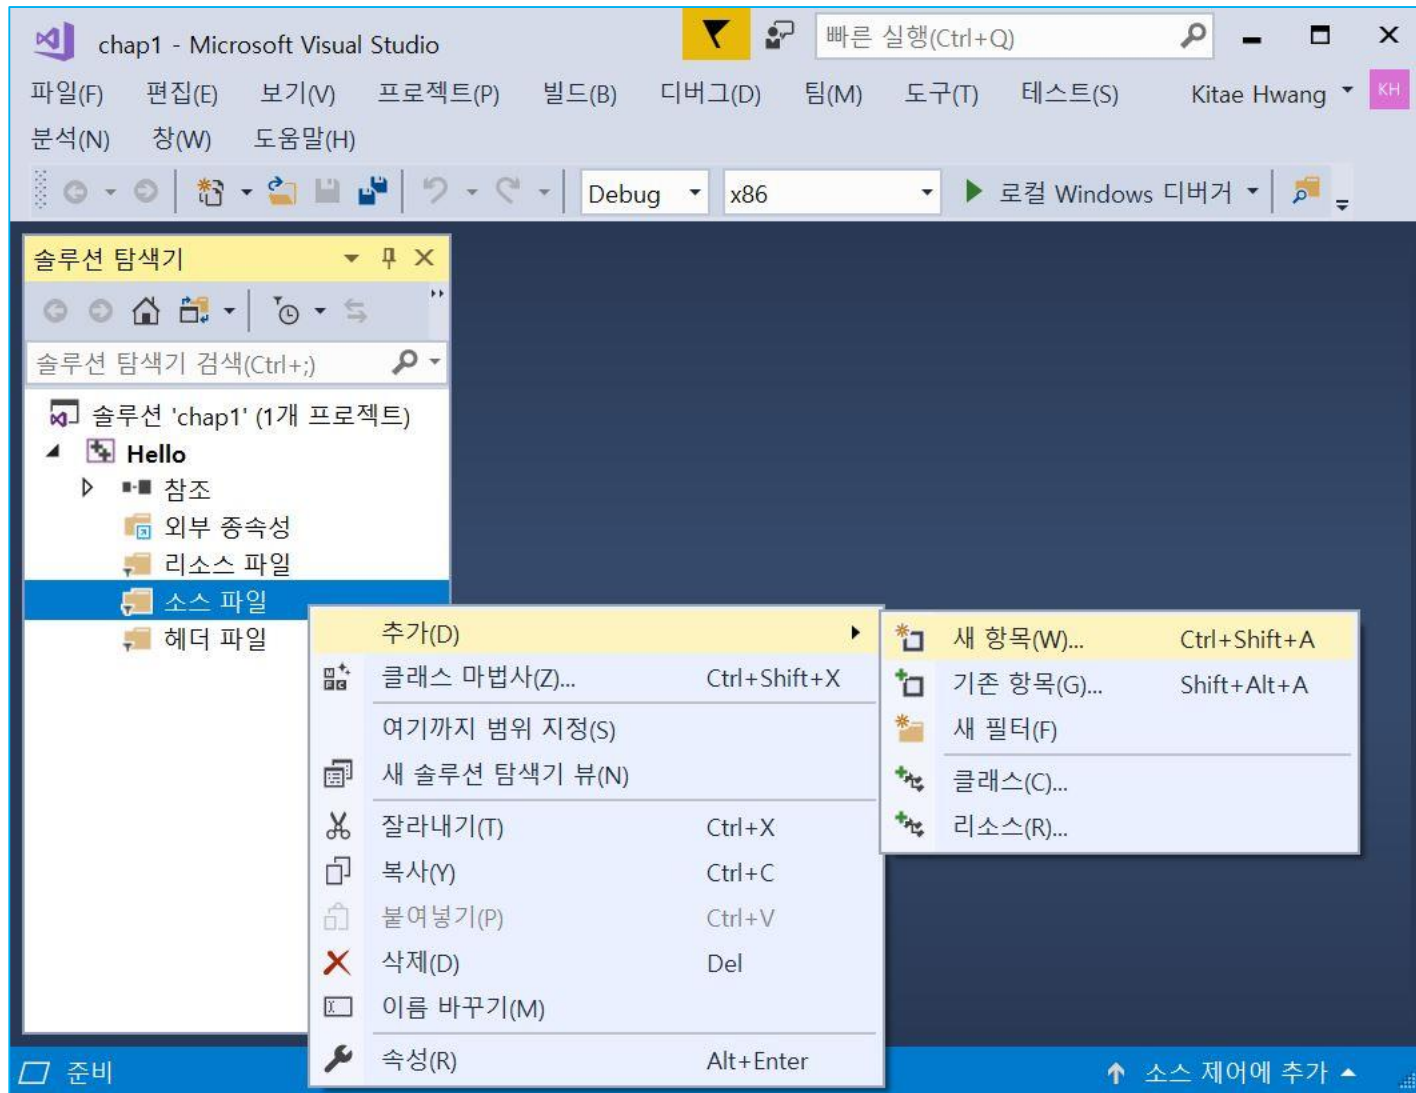 chap1 - Microsoft Visual Studio
빠른 실행(Ctrl+Q)
파일(F) 편집(E) 보기(V) 프로젝트(P) 빌드(B) 디버그(D) 팀(M) 도구(T) 테스트(S) Kitae Hwang KH
분석(N) 창(W) 도움말(H)
Debug x86 로컬 Windows 디버거
솔루션 탐색기
솔루션 탐색기 검색(Ctrl+;)
솔루션 'chap1' (1개 프로젝트)
Hello
참조
외부 종속성
리소스 파일
소스 파일
헤더 파일
추가(D)
클래스 마법사(Z)... Ctrl+Shift+X
여기까지 범위 지정(S)
새 솔루션 탐색기 뷰(N)
잘라내기(T) Ctrl+X
복사(Y) Ctrl+C
붙여넣기(P) Ctrl+V
삭제(D) Del
이름 바꾸기(M)
속성(R) Alt+Enter
새 항목(W)... Ctrl+Shift+A
기존 항목(G)... Shift+Alt+A
새 필터(F)
클래스(C)...
리소스(R)...
준비
소스 제어에 추가